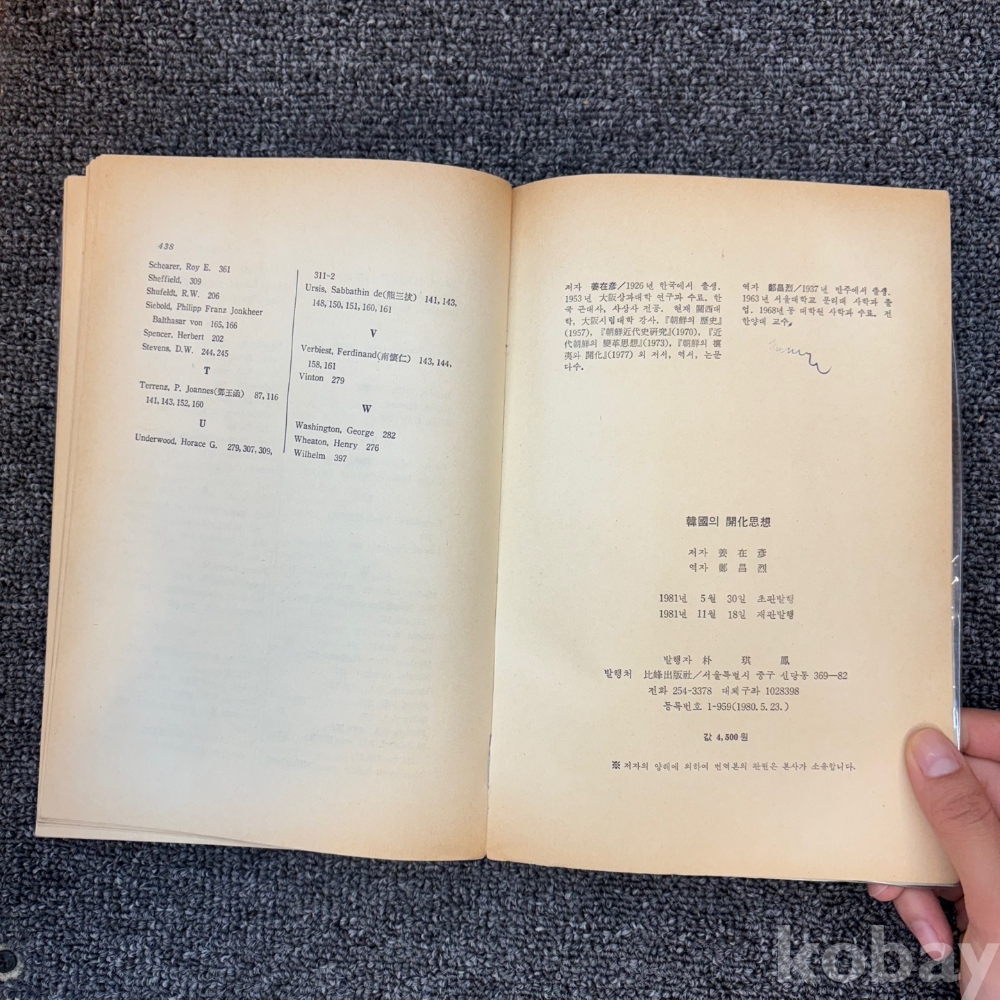 438
Schearer, Roy E. 361
Sheffield, 309
Shufeldt, R.W. 206
Siebold, Philipp Franz Jonkheer
Balthasar von 165, 166
Spencer, Herbert 202
Stevens, D.W. 244, 245
T
Terrenz, P. Joannes(鄧玉函) 87, 116
141, 143, 152, 160
U
Underwood, Horace G. 279, 307, 309,
311-2
Ursis, Sabbathin de(熊三拔) 141, 143,
148, 150, 151, 160, 161
V
Verbiest, Ferdinand(南懷仁) 143, 144,
158, 161
Vinton 279
W
Washington, George 282
Wheaton, Henry 276
Wilhelm 397
저자 姜在彦/1926년 한국에서 출생.
1953년 大阪상과대학 연구과 수료. 한
국 근대사, 사상사 전공. 현재 關西대
학, 大阪시립대학 강사. 『朝鮮의 歷史』
(1957), 『朝鮮近代史硏究』(1970), 『近
代朝鮮의 變革思想』(1973), 『朝鮮의 攘
夷와 開化』(1977) 외 저서, 역서, 논문
다수.
역자 鄭昌烈/1937년 만주에서 출생.
1963년 서울대학교 문리대 사학과 졸
업. 1968년 동 대학원 사학과 수료. 전
한양대 교수.
韓國의 開化思想
저자 姜在彦
역자 鄭昌烈
1981년 5월 30일 초판발행
1981년 11월 18일 재판발행
발행자 朴琪鳳
발행처 比峰出版社/서울특별시 중구 신당동 369—82
전화 254-3378 대체구좌 1028398
등록번호 1-959(1980.5.23.)
값 4,500원
※ 저자의 양해에 의하여 번역본의 판권은 본사가 소유합니다.
kobay